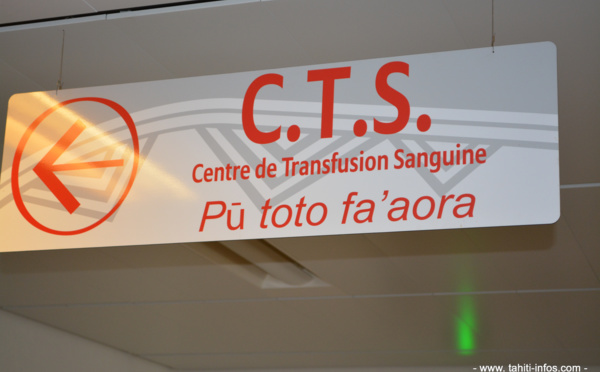 C.T.S.
Centre de Transfusion Sanguine
Pū toto fa'aora
- www. tahiti-infos.com -